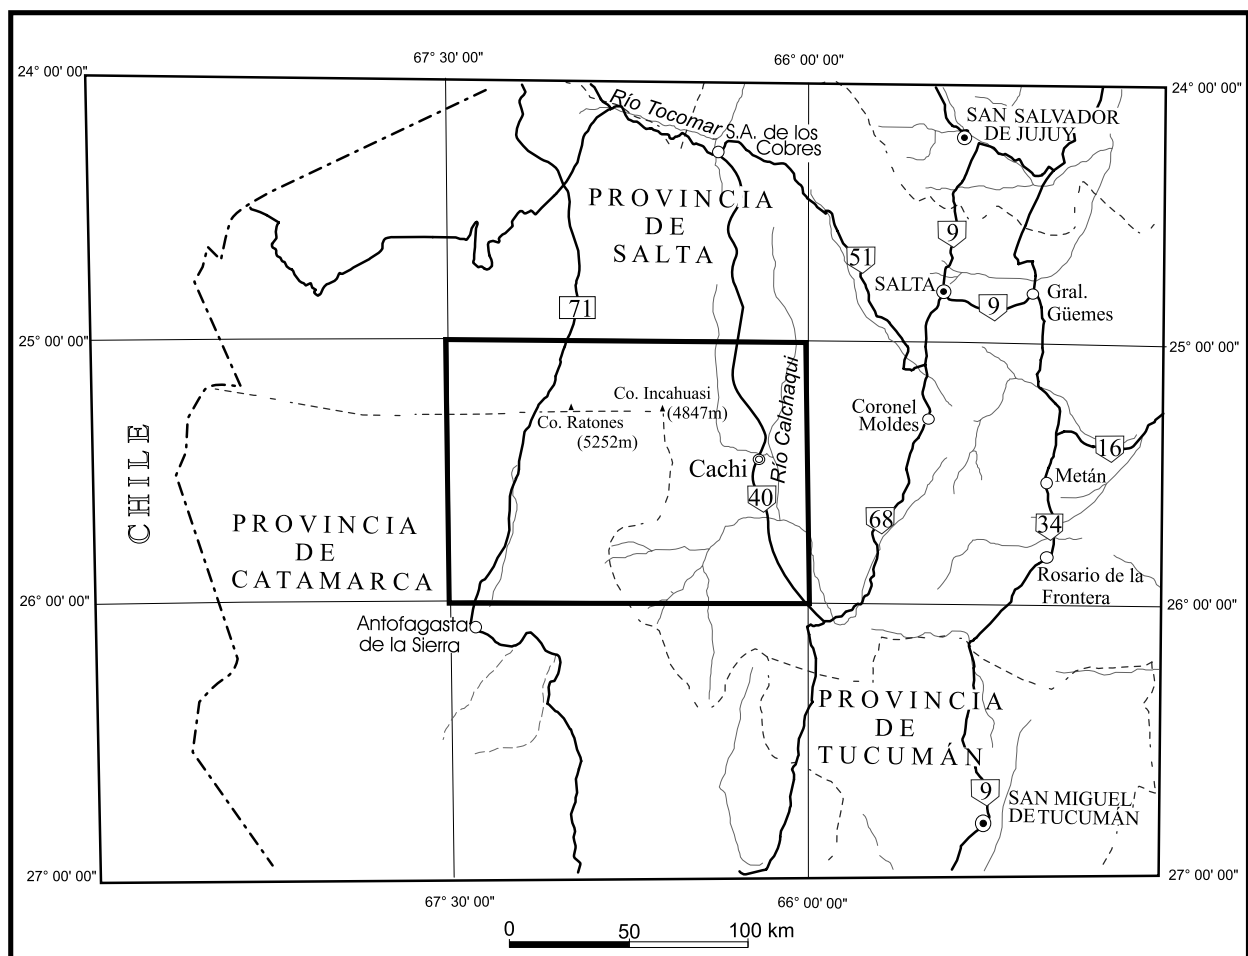 67° 30' 00"
66° 00' 00"
24° 00' 00"
24° 00' 00"
Río Tocomar
S.A. de los
Cobres
SAN SALVADOR
DE JUJUY
PROVINCIA
DE
SALTA
9
51
SALTA
71
9
Gral.
Güemes
25° 00' 00"
25° 00' 00"
Co. Incahuasi
(4847m)
Co. Ratones
(5252m)
Río Calchaqui
Coronel
Moldes
CHILE
16
Cachi
Metán
40
68
34
PROVINCIA
DE
CATAMARCA
Rosario de la
Frontera
26° 00' 00"
26° 00' 00"
Antofagasta
de la Sierra
PROVINCIA
DE
TUCUMÁN
9
SAN MIGUEL
DE TUCUMÁN
27° 00' 00"
27° 00' 00"
67° 30' 00"
66° 00' 00"
0
50
100 km